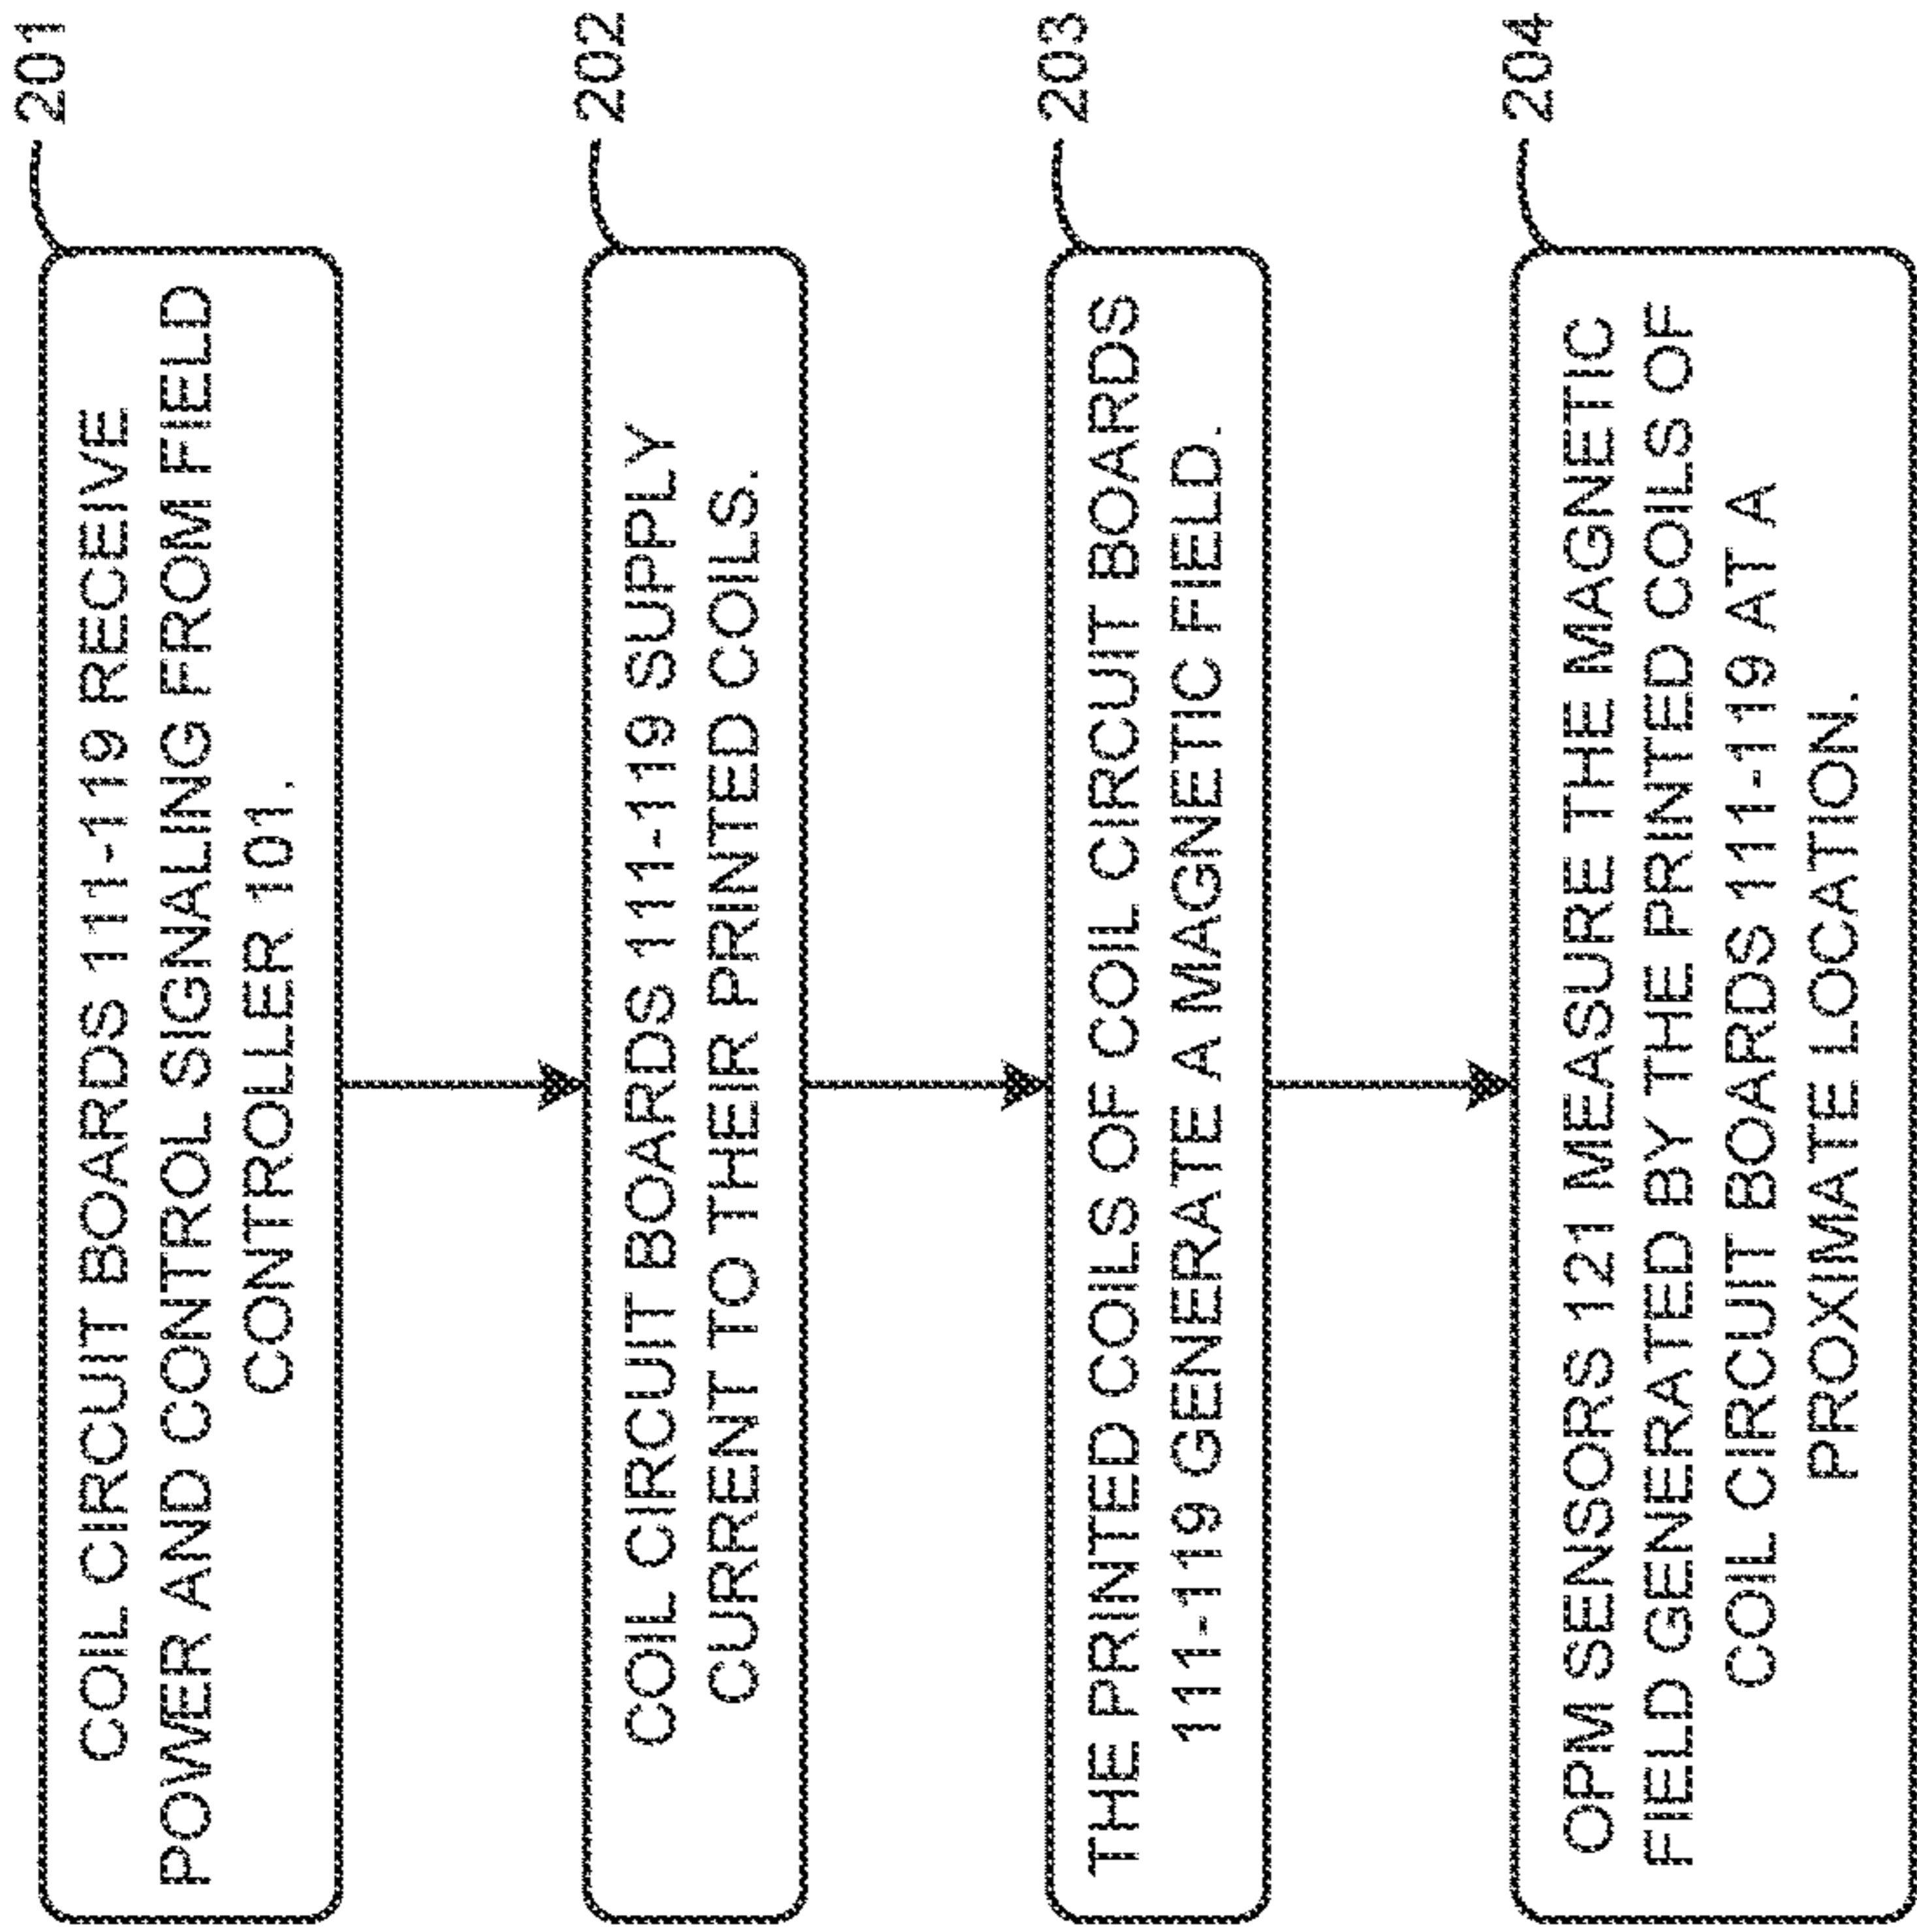 COIL CIRCUIT BOARDS 111-119 RECEIVE
POWER AND CONTROL SIGNALING FROM FIELD
CONTROLLER 101.
201
COIL CIRCUIT BOARDS 111-119 SUPPLY
CURRENT TO THEIR PRINTED COILS.
202
THE PRINTED COILS OF COIL CIRCUIT BOARDS
111-119 GENERATE A MAGNETIC FIELD.
203
OPM SENSORS 121 MEASURE THE MAGNETIC
FIELD GENERATED BY THE PRINTED COILS OF
COIL CIRCUIT BOARDS 111-119 AT A
PROXIMATE LOCATION.
204